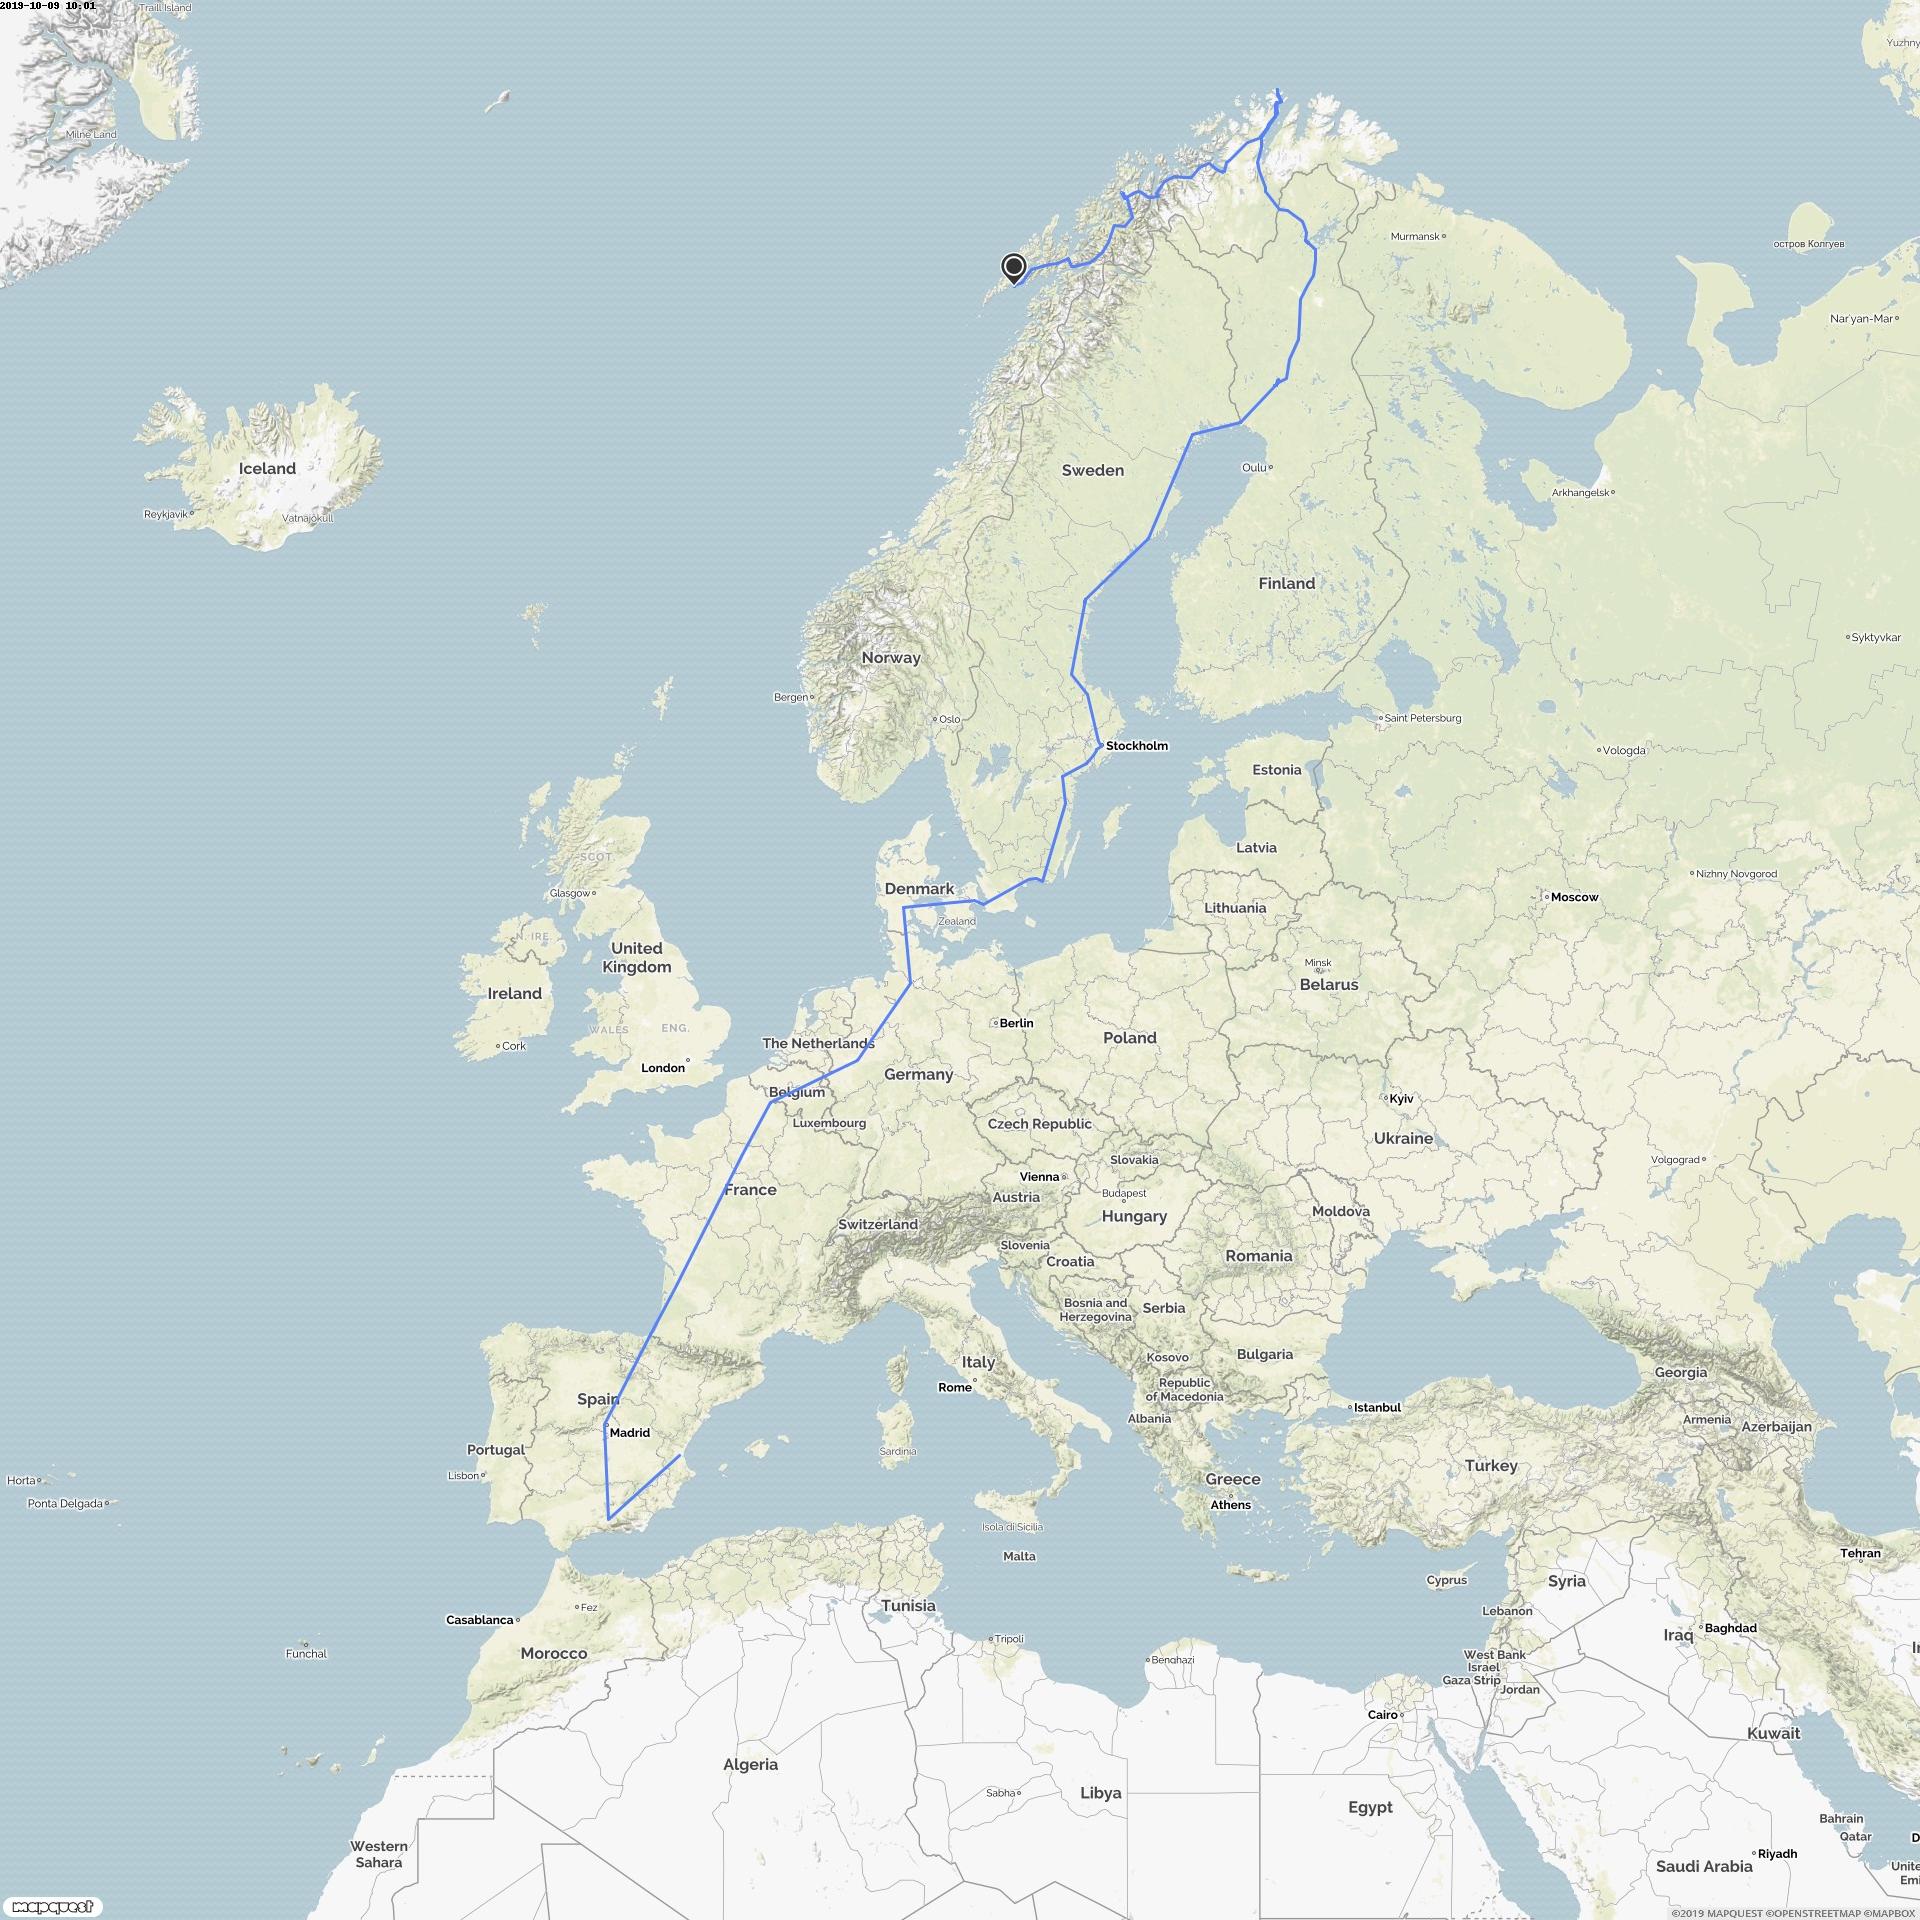 2019-10-09 10:01
Traill Island
Yuzhny
Milne Land
Murmansk
остров Колгуев
Nar'yan-Mar
Iceland
Reykjavik
Vatnajökull
Sweden
Oulu
Arkhangelsk
Finland
Syktyvkar
Norway
Bergen
Oslo
Saint Petersburg
Stockholm
Vologda
Estonia
SCOT.
Latvia
Glasgow
Denmark
Nizhny Novgorod
Moscow
Lithuania
Zealand
N. IRE.
United
Kingdom
Minsk
Belarus
Ireland
WALES
ENG.
Berlin
Cork
The Netherlands
Poland
London
Germany
Belgium
Kyiv
Luxembourg
Czech Republic
Ukraine
Slovakia
Volgograd
Vienna
France
Austria
Budapest
Hungary
Moldova
Switzerland
Slovenia
Croatia
Romania
Bosnia and
Herzegovina
Serbia
Kosovo
Bulgaria
Italy
Georgia
Rome
Republic
of Macedonia
Spain
Istanbul
Albania
Armenia
Azerbaijan
Madrid
Portugal
Sardinia
Lisbon
Turkey
Horta
Greece
Ponta Delgada
Athens
Isola di Sicilia
Malta
Tehran
Cyprus
Syria
Tunisia
Fez
Lebanon
Casablanca
Iraq
Baghdad
Tripoli
Funchal
Morocco
Benghazi
West Bank
Israel
Gaza Strip
Jordan
Cairo
Kuwait
Algeria
Sabha
Libya
Egypt
Bahrain
Western
Sahara
Qatar
Riyadh
Saudi Arabia
Unite
Emi
mapquest
©2019 MAPQUEST ©OPENSTREETMAP ©MAPBOX